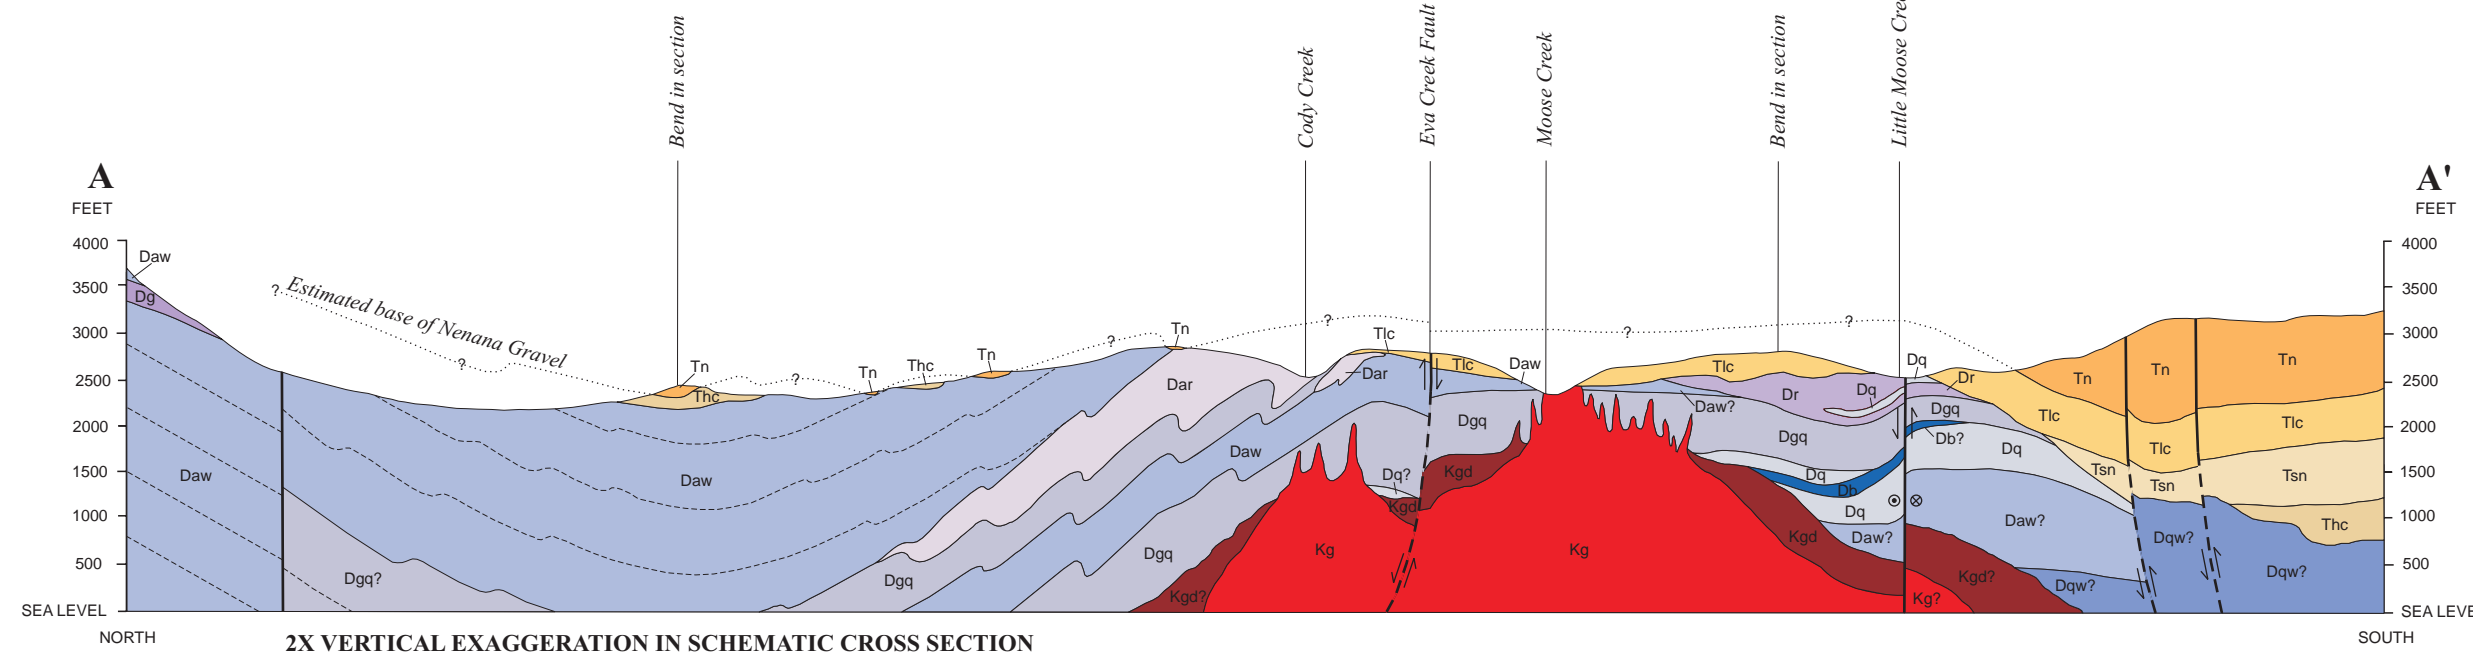 Bend in section
Cody Creek
Eva Creek Fault
Moose Creek
Bend in section
Little Moose
A
A'
FEET
FEET
4000
3500
3000
2500
2000
1500
1000
500
SEA LEVEL
4000
3500
3000
2500
2000
1500
1000
500
SEA LEVE
Daw
Dg
? Estimated base of Nenana Gravel
?
?
?
?
?
?
Tn
Thc
Tn
Thc
Tn
Tn
Tlc
Tlc
Daw
Dar
Dar
Daw
Daw
Daw
Dgq?
Dgq
Dgq
Kgd?
Kg
Dq?
Kgd
Kgd
Dgq
Kg
Tlc
Daw?
Dr
Dq
Dgq
Dq
Db
Dq
Daw?
Kgd
Dq
Dr
Dgq
Db?
Dq
Daw?
Kgd?
Kg?
Dqw?
Tn
Tlc
Tsn
Tn
Tlc
Tsn
Dqw?
Tn
Tlc
Tsn
Thc
Dqw?
NORTH
2X VERTICAL EXAGGERATION IN SCHEMATIC CROSS SECTION
SOUTH